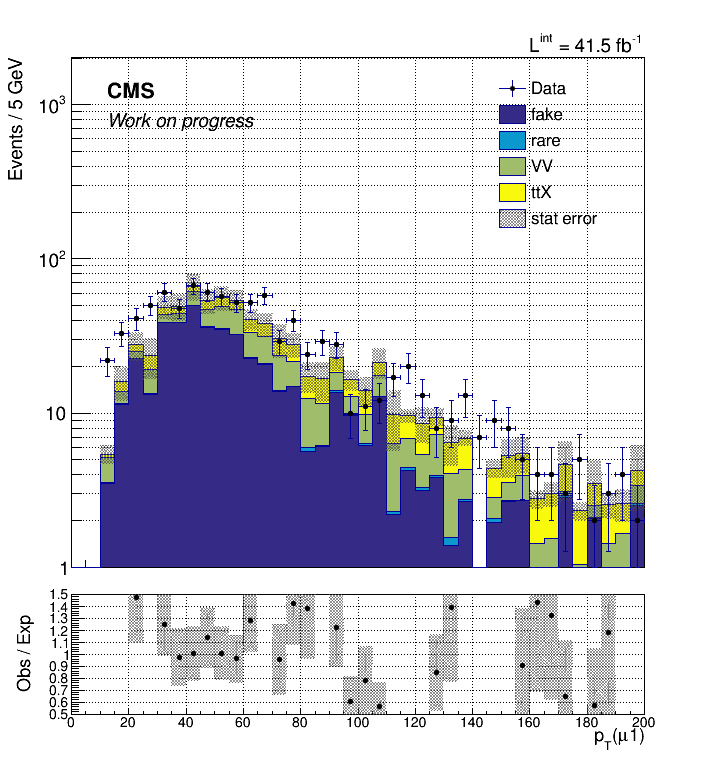 L^int = 41.5 fb^-1
Events / 5 GeV
CMS
Work on progress
Data
fake
rare
VV
ttX
stat error
10^3
10^2
10
1
Obs / Exp
1.5
1.4
1.3
1.2
1.1
1
0.9
0.8
0.7
0.6
0.5
0 20 40 60 80 100 120 140 160 180 200
p_T(μ1)